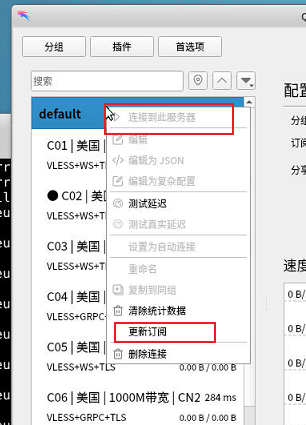 分组 插件 首选项
搜索
配置
default
连接到此服务器
分组
编辑
订阅
C01 | 美国 |
编辑为 JSON
VLESS+WS+TL
编辑为复杂配置
分享
● C02 | 美国
测试延迟
VLESS+WS+T
测试真实延迟
C03 | 美国 |
设置为自动连接
VLESS+WS+TL
重命名
速度
C04 | 美国 |
复制到同组
0 B/
VLESS+GRPC+
清除统计数据
C05 | 美国 |
更新订阅
0 B/
VLESS+WS+TL
删除连接
0.00 B / 0.00 B
0 B/
C06 | 美国 | 1000M带宽 | CN2 284 ms
VLESS+GRPC+TLS 0.00 B / 0.00 B
0 B/